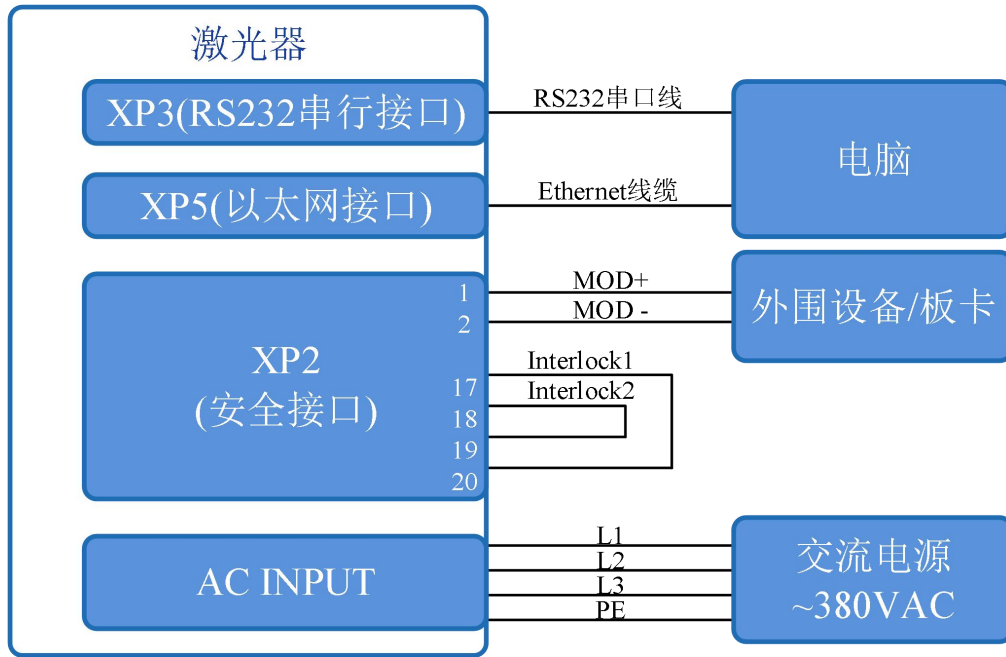 激光器
XP3(RS232串行接口)
RS232串口线
电脑
XP5(以太网接口)
Ethernet线缆
XP2
(安全接口)
1
2
17
18
19
20
MOD+
MOD -
外围设备/板卡
Interlock1
Interlock2
AC INPUT
L1
L2
L3
PE
交流电源
~380VAC